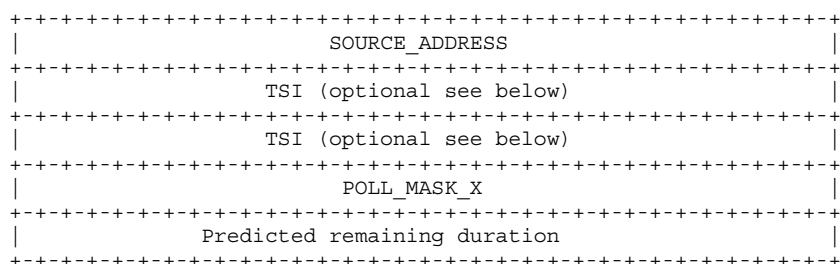 +-+-+-+-+-+-+-+-+-+-+-+-+-+-+-+-+-+-+-+-+-+-+-+-+-+-+-+-+-+-+-+-+
| SOURCE_ADDRESS |
+-+-+-+-+-+-+-+-+-+-+-+-+-+-+-+-+-+-+-+-+-+-+-+-+-+-+-+-+-+-+-+-+
| TSI (optional see below) |
+-+-+-+-+-+-+-+-+-+-+-+-+-+-+-+-+-+-+-+-+-+-+-+-+-+-+-+-+-+-+-+-+
| TSI (optional see below) |
+-+-+-+-+-+-+-+-+-+-+-+-+-+-+-+-+-+-+-+-+-+-+-+-+-+-+-+-+-+-+-+-+
| POLL_MASK_X |
+-+-+-+-+-+-+-+-+-+-+-+-+-+-+-+-+-+-+-+-+-+-+-+-+-+-+-+-+-+-+-+-+
| Predicted remaining duration |
+-+-+-+-+-+-+-+-+-+-+-+-+-+-+-+-+-+-+-+-+-+-+-+-+-+-+-+-+-+-+-+-+